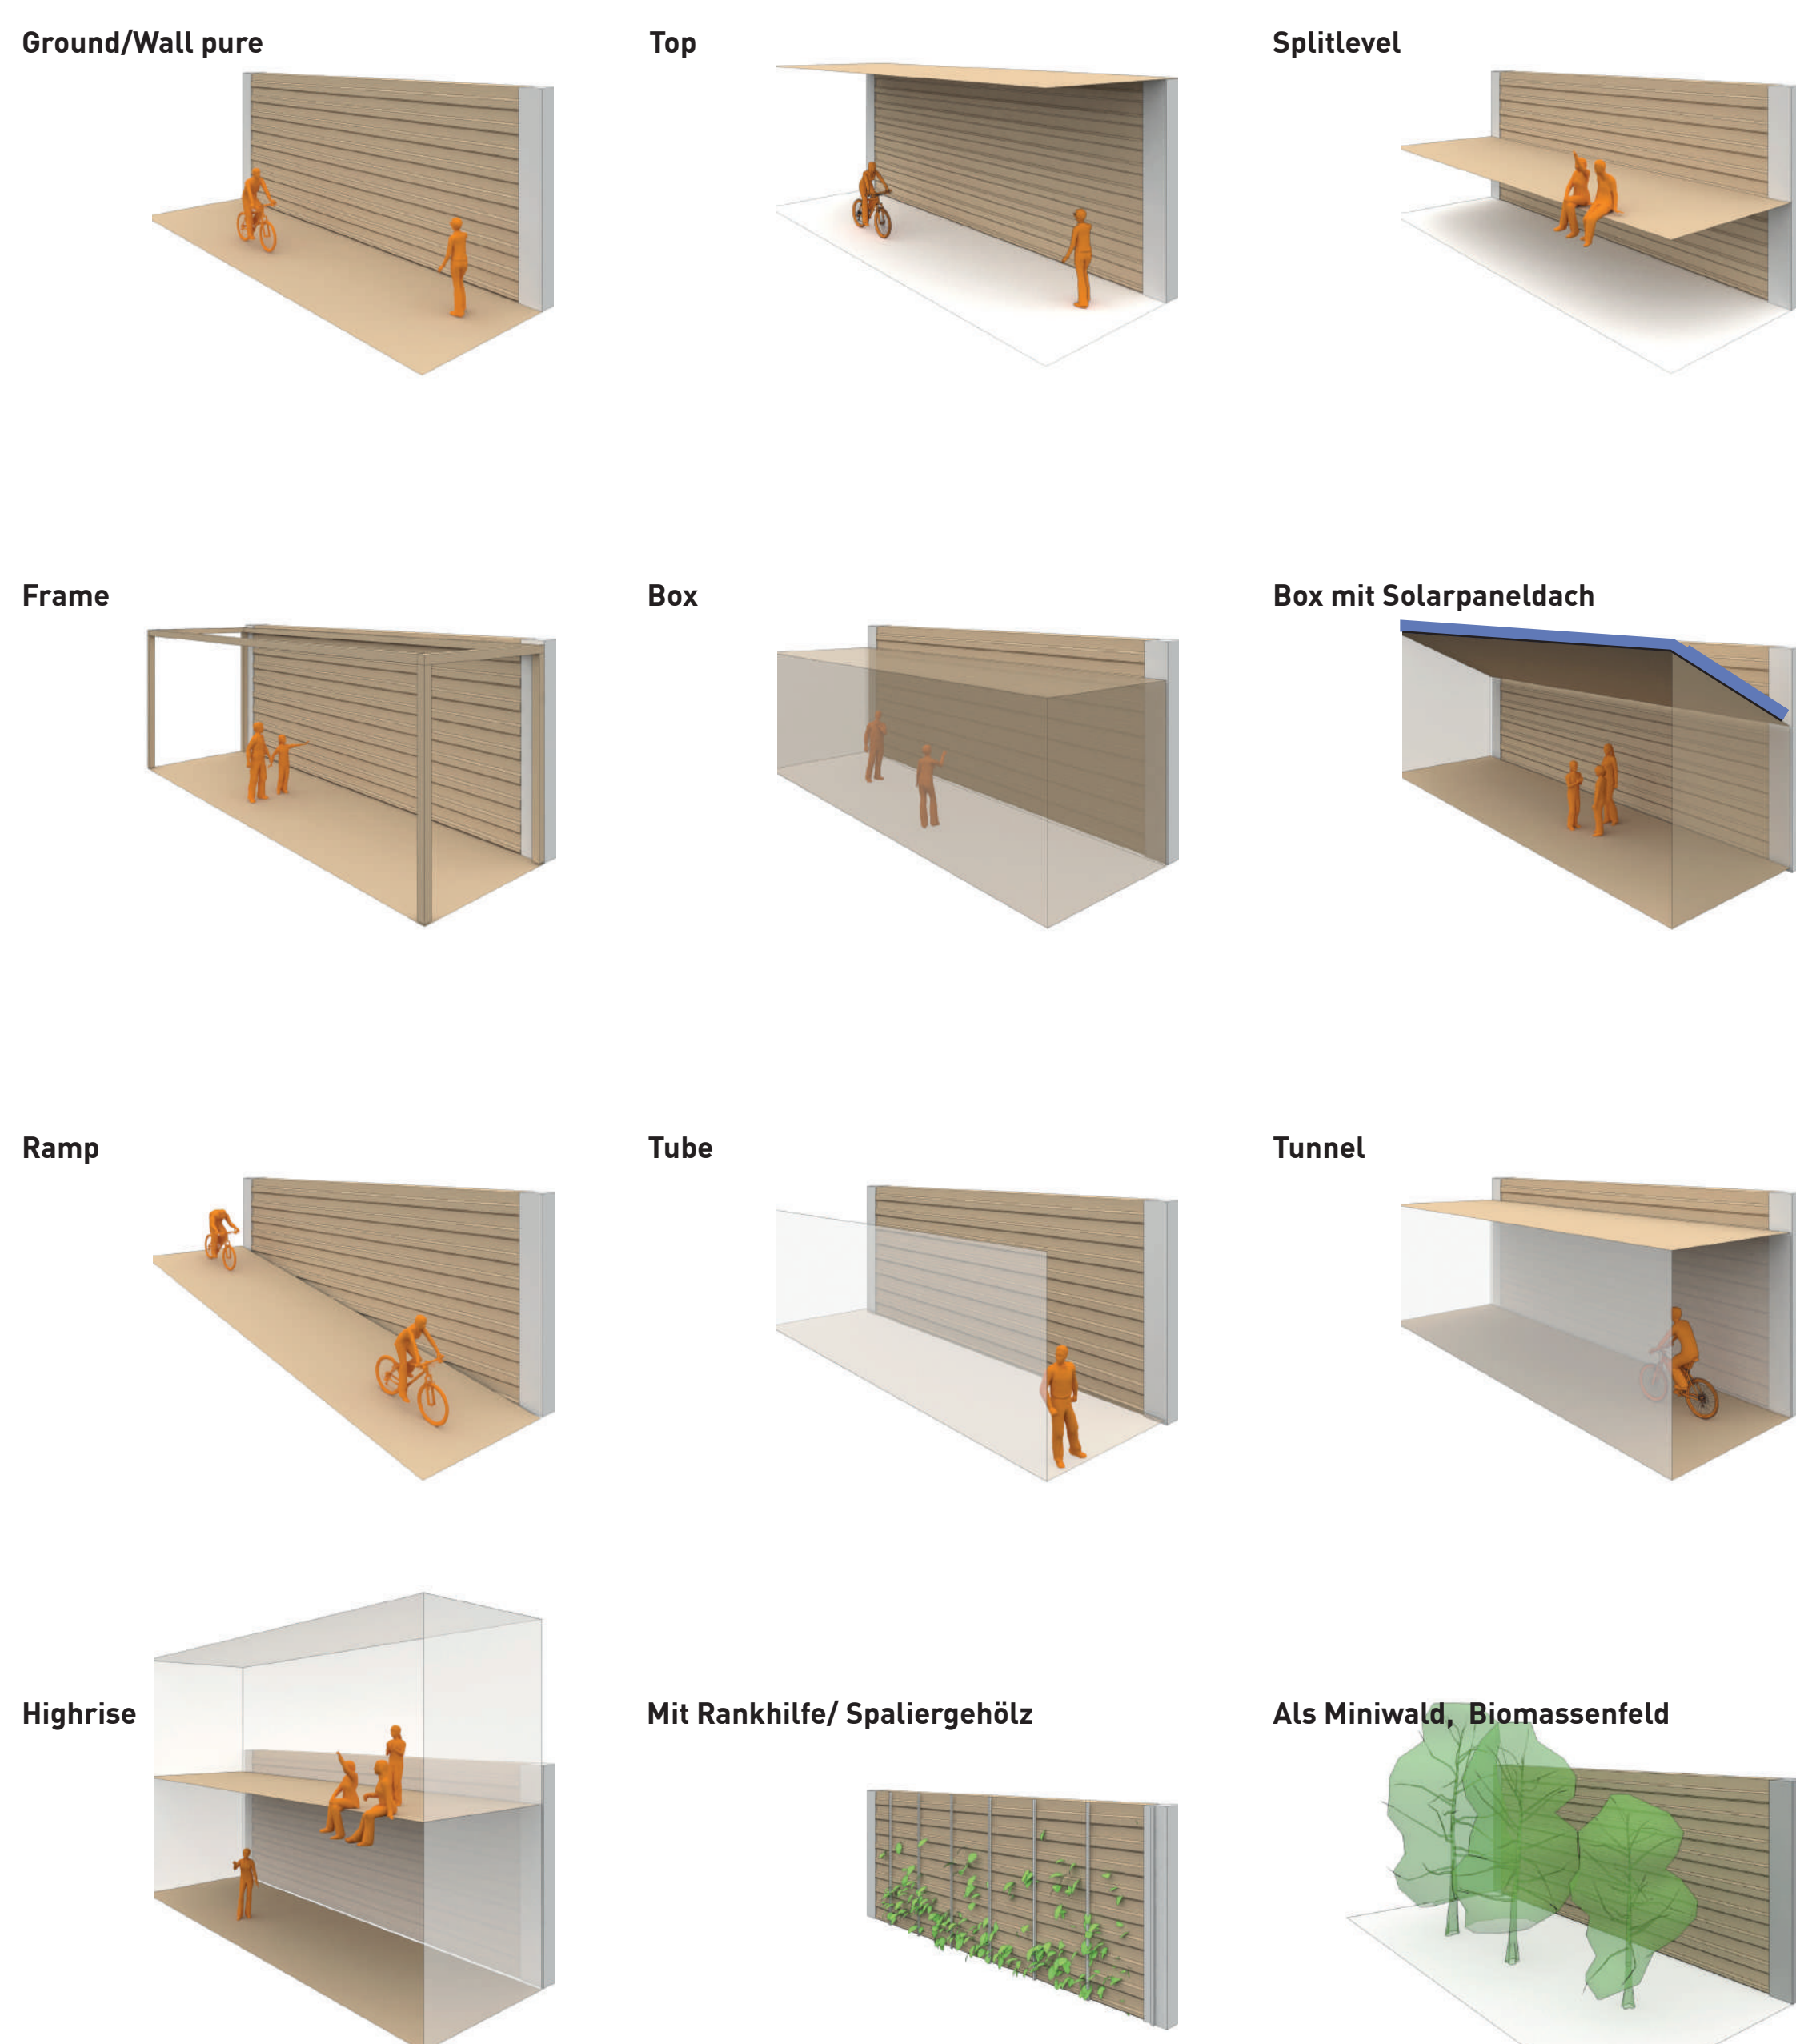 Ground/Wall pure
Top
Splitlevel
Frame
Box
Box mit Solarpaneldach
Ramp
Tube
Tunnel
Highrise
Mit Rankhilfe/ Spaliergehölz
Als Miniwald, Biomassenfeld